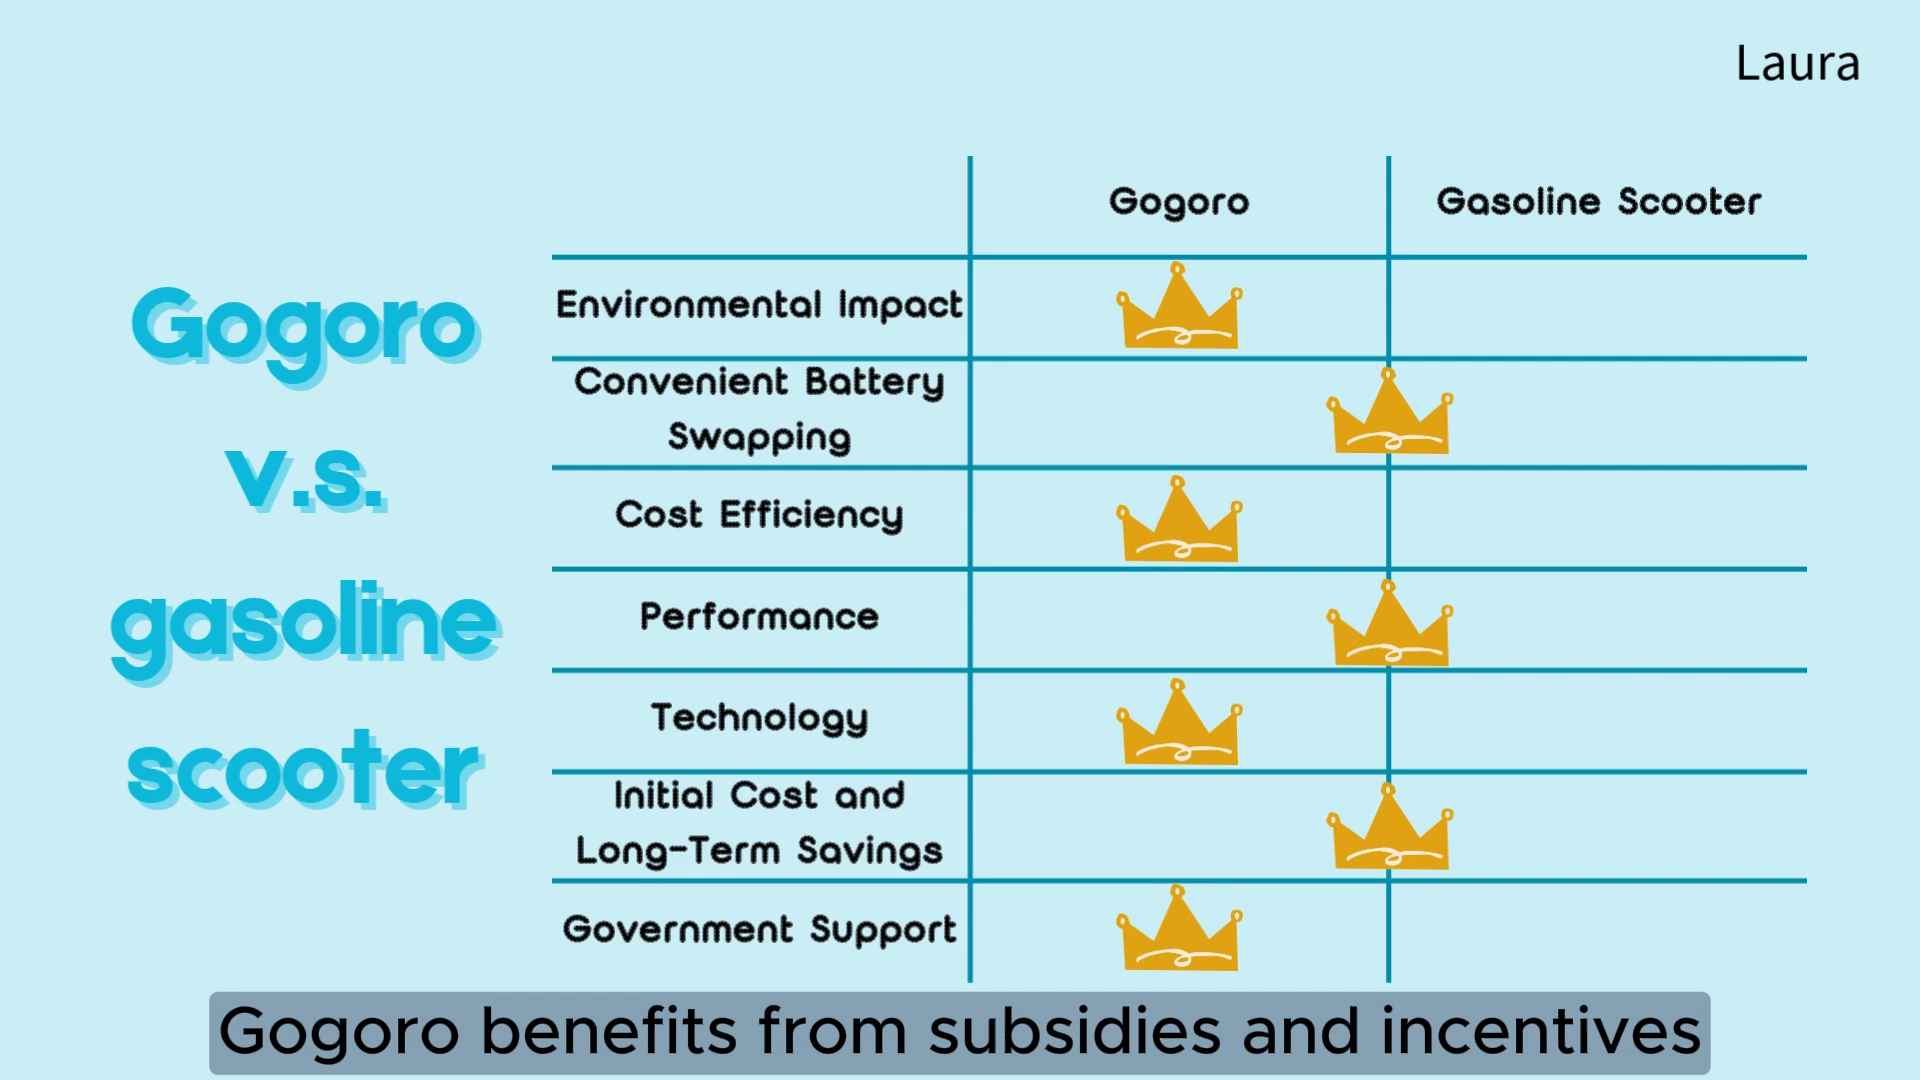 Laura
Gogoro
v.s.
gasoline
scooter
Gogoro
Gasoline Scooter
Environmental Impact
Convenient Battery
Swapping
Cost Efficiency
Performance
Technology
Initial Cost and
Long-Term Savings
Government Support
Gogoro benefits from subsidies and incentives